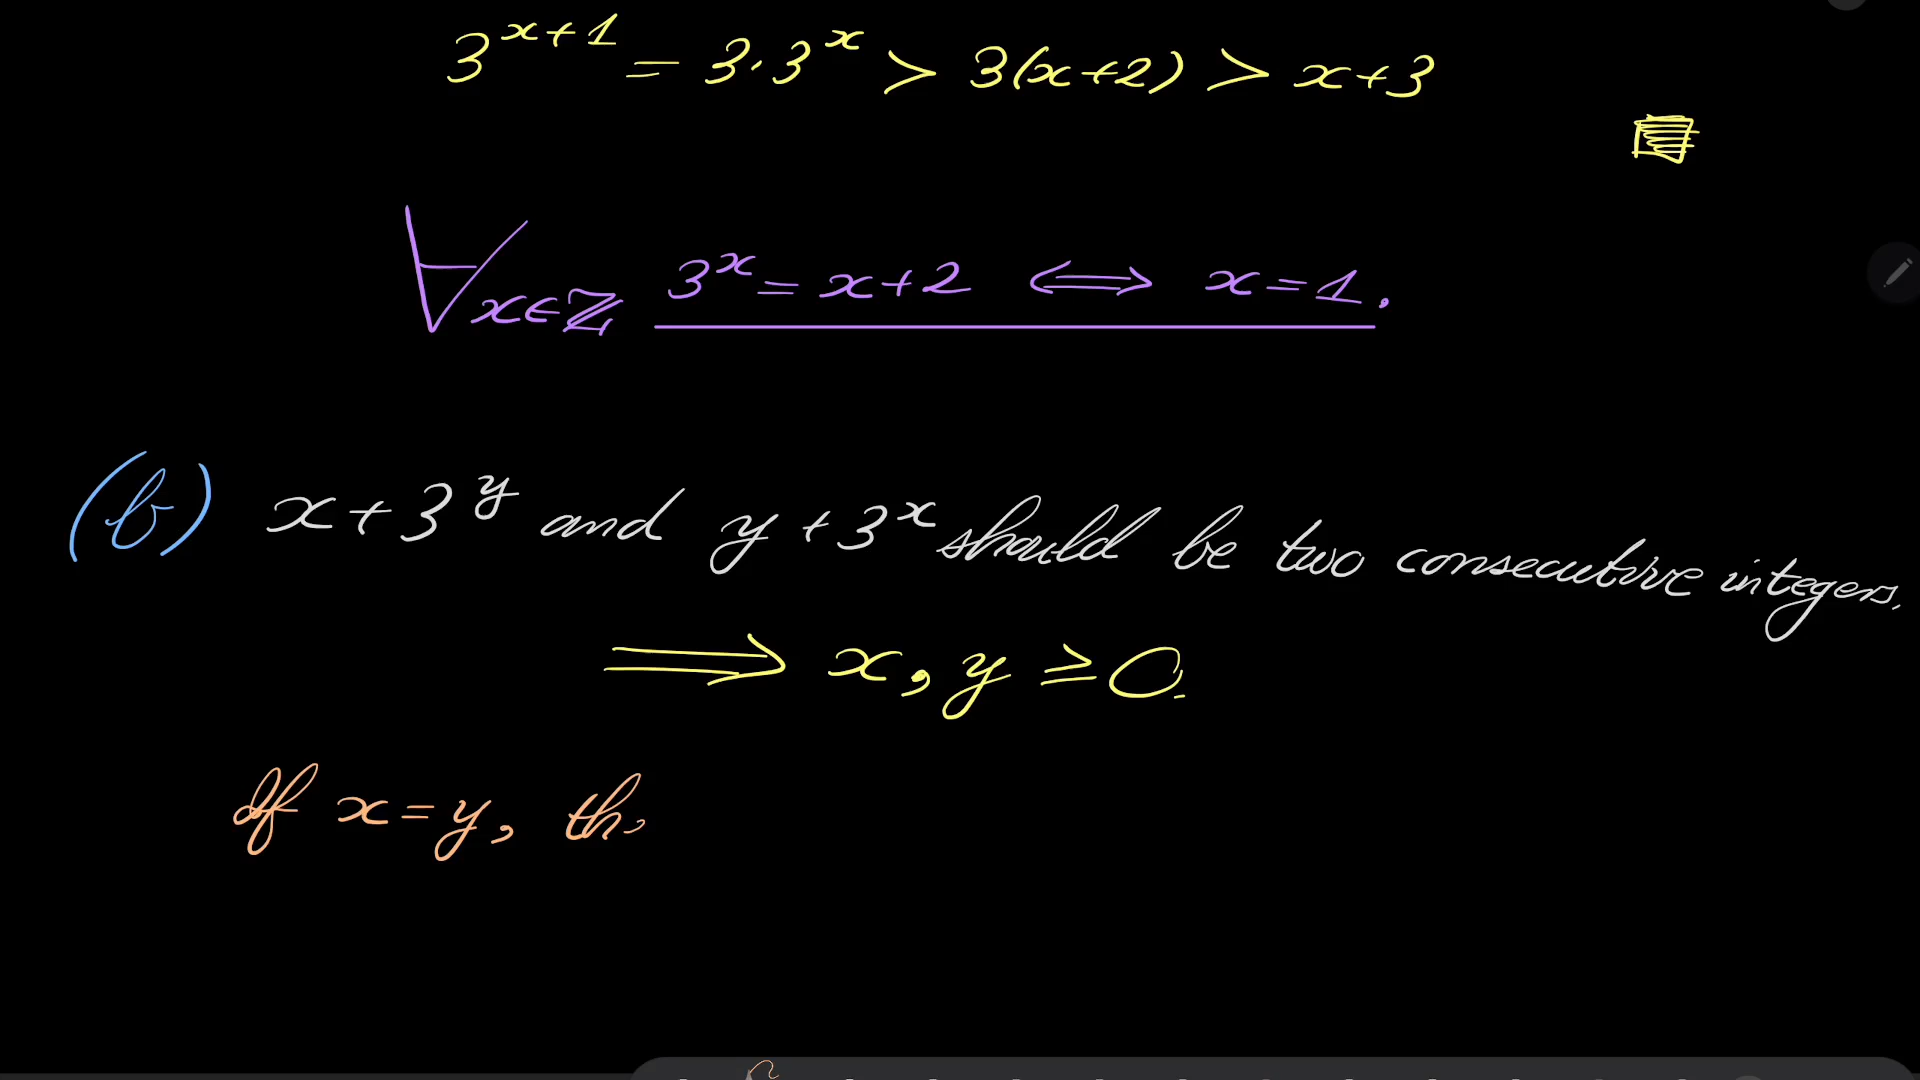 3^{x+1} = 3·3^x > 3(x+2) > x+3
∀x∈ℤ 3^x = x+2 ⟺ x=1.
(b) x+3^y and y+3^x should be two consecutive integers.
⟹ x, y ≥ 0.
If x=y, th